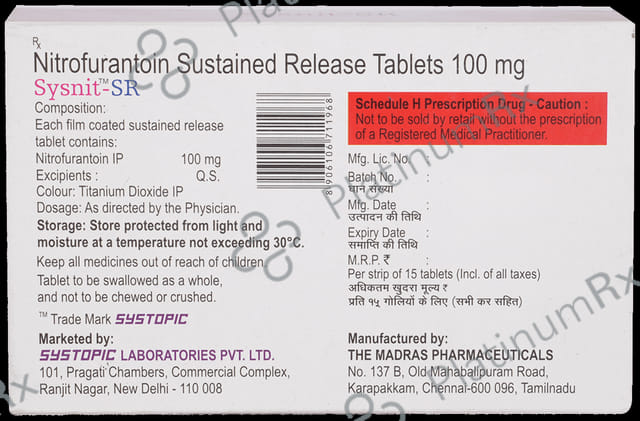 Rx
Nitrofurantoin Sustained Release Tablets 100 mg
Sysnit™-SR
Composition:
Each film coated sustained release
tablet contains:
Nitrofurantoin IP 100 mg
Excipients : Q.S.
Colour: Titanium Dioxide IP
Dosage: As directed by the Physician.
Storage: Store protected from light and
moisture at a temperature not exceeding 30°C.
Keep all medicines out of reach of children.
Tablet to be swallowed as a whole,
and not to be chewed or crushed.
™ Trade Mark SYSTOPIC
Marketed by:
SYSTOPIC LABORATORIES PVT. LTD.
101, Pragati Chambers, Commercial Complex,
Ranjit Nagar, New Delhi - 110 008
8906106711968
Schedule H Prescription Drug - Caution :
Not to be sold by retail without the prescription
of a Registered Medical Practitioner.
Mfg. Lic. No.
Batch No. :
घान संख्या
Mfg. Date :
उत्पादन की तिथि
Expiry Date :
समाप्ति की तिथि
M.R.P. ₹ :
Per strip of 15 tablets (Incl. of all taxes)
अधिकतम खुदरा मूल्य ₹
प्रति १५ गोलियों के लिए (सभी कर सहित)
Manufactured by:
THE MADRAS PHARMACEUTICALS
No. 137 B, Old Mahabalipuram Road,
Karapakkam, Chennai-600 096, Tamilnadu
PlatinumRx
PlatinumRx
PlatinumRx